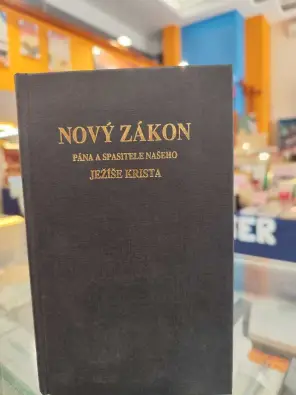 NOVÝ ZÁKON
PÁNA A SPASITELE NAŠEHO
JEŽÍŠE KRISTA